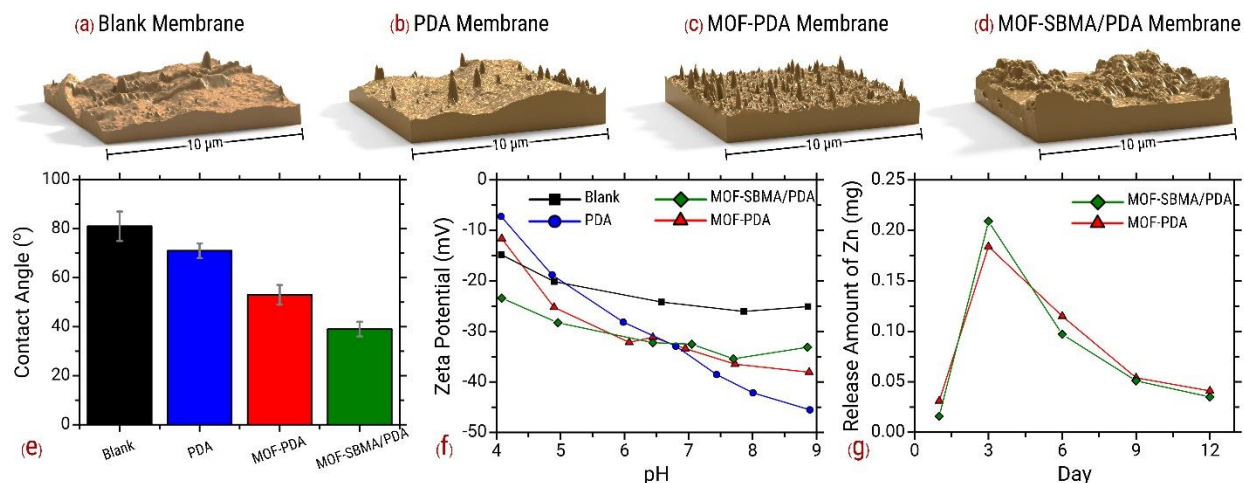 (a) Blank Membrane
(b) PDA Membrane
(c) MOF-PDA Membrane
(d) MOF-SBMA/PDA Membrane
10 µm
10 µm
10 µm
10 µm
Contact Angle (º)
100
80
60
40
20
0
Blank
PDA
MOF-PDA
MOF-SBMA/PDA
(e)
Zeta Potential (mV)
0
-10
-20
-30
-40
-50
Blank
PDA
MOF-SBMA/PDA
MOF-PDA
4
5
6
7
8
9
pH
(f)
Release Amount of Zn (mg)
0.25
0.20
0.15
0.10
0.05
0.00
MOF-SBMA/PDA
MOF-PDA
0
3
6
9
12
Day
(g)